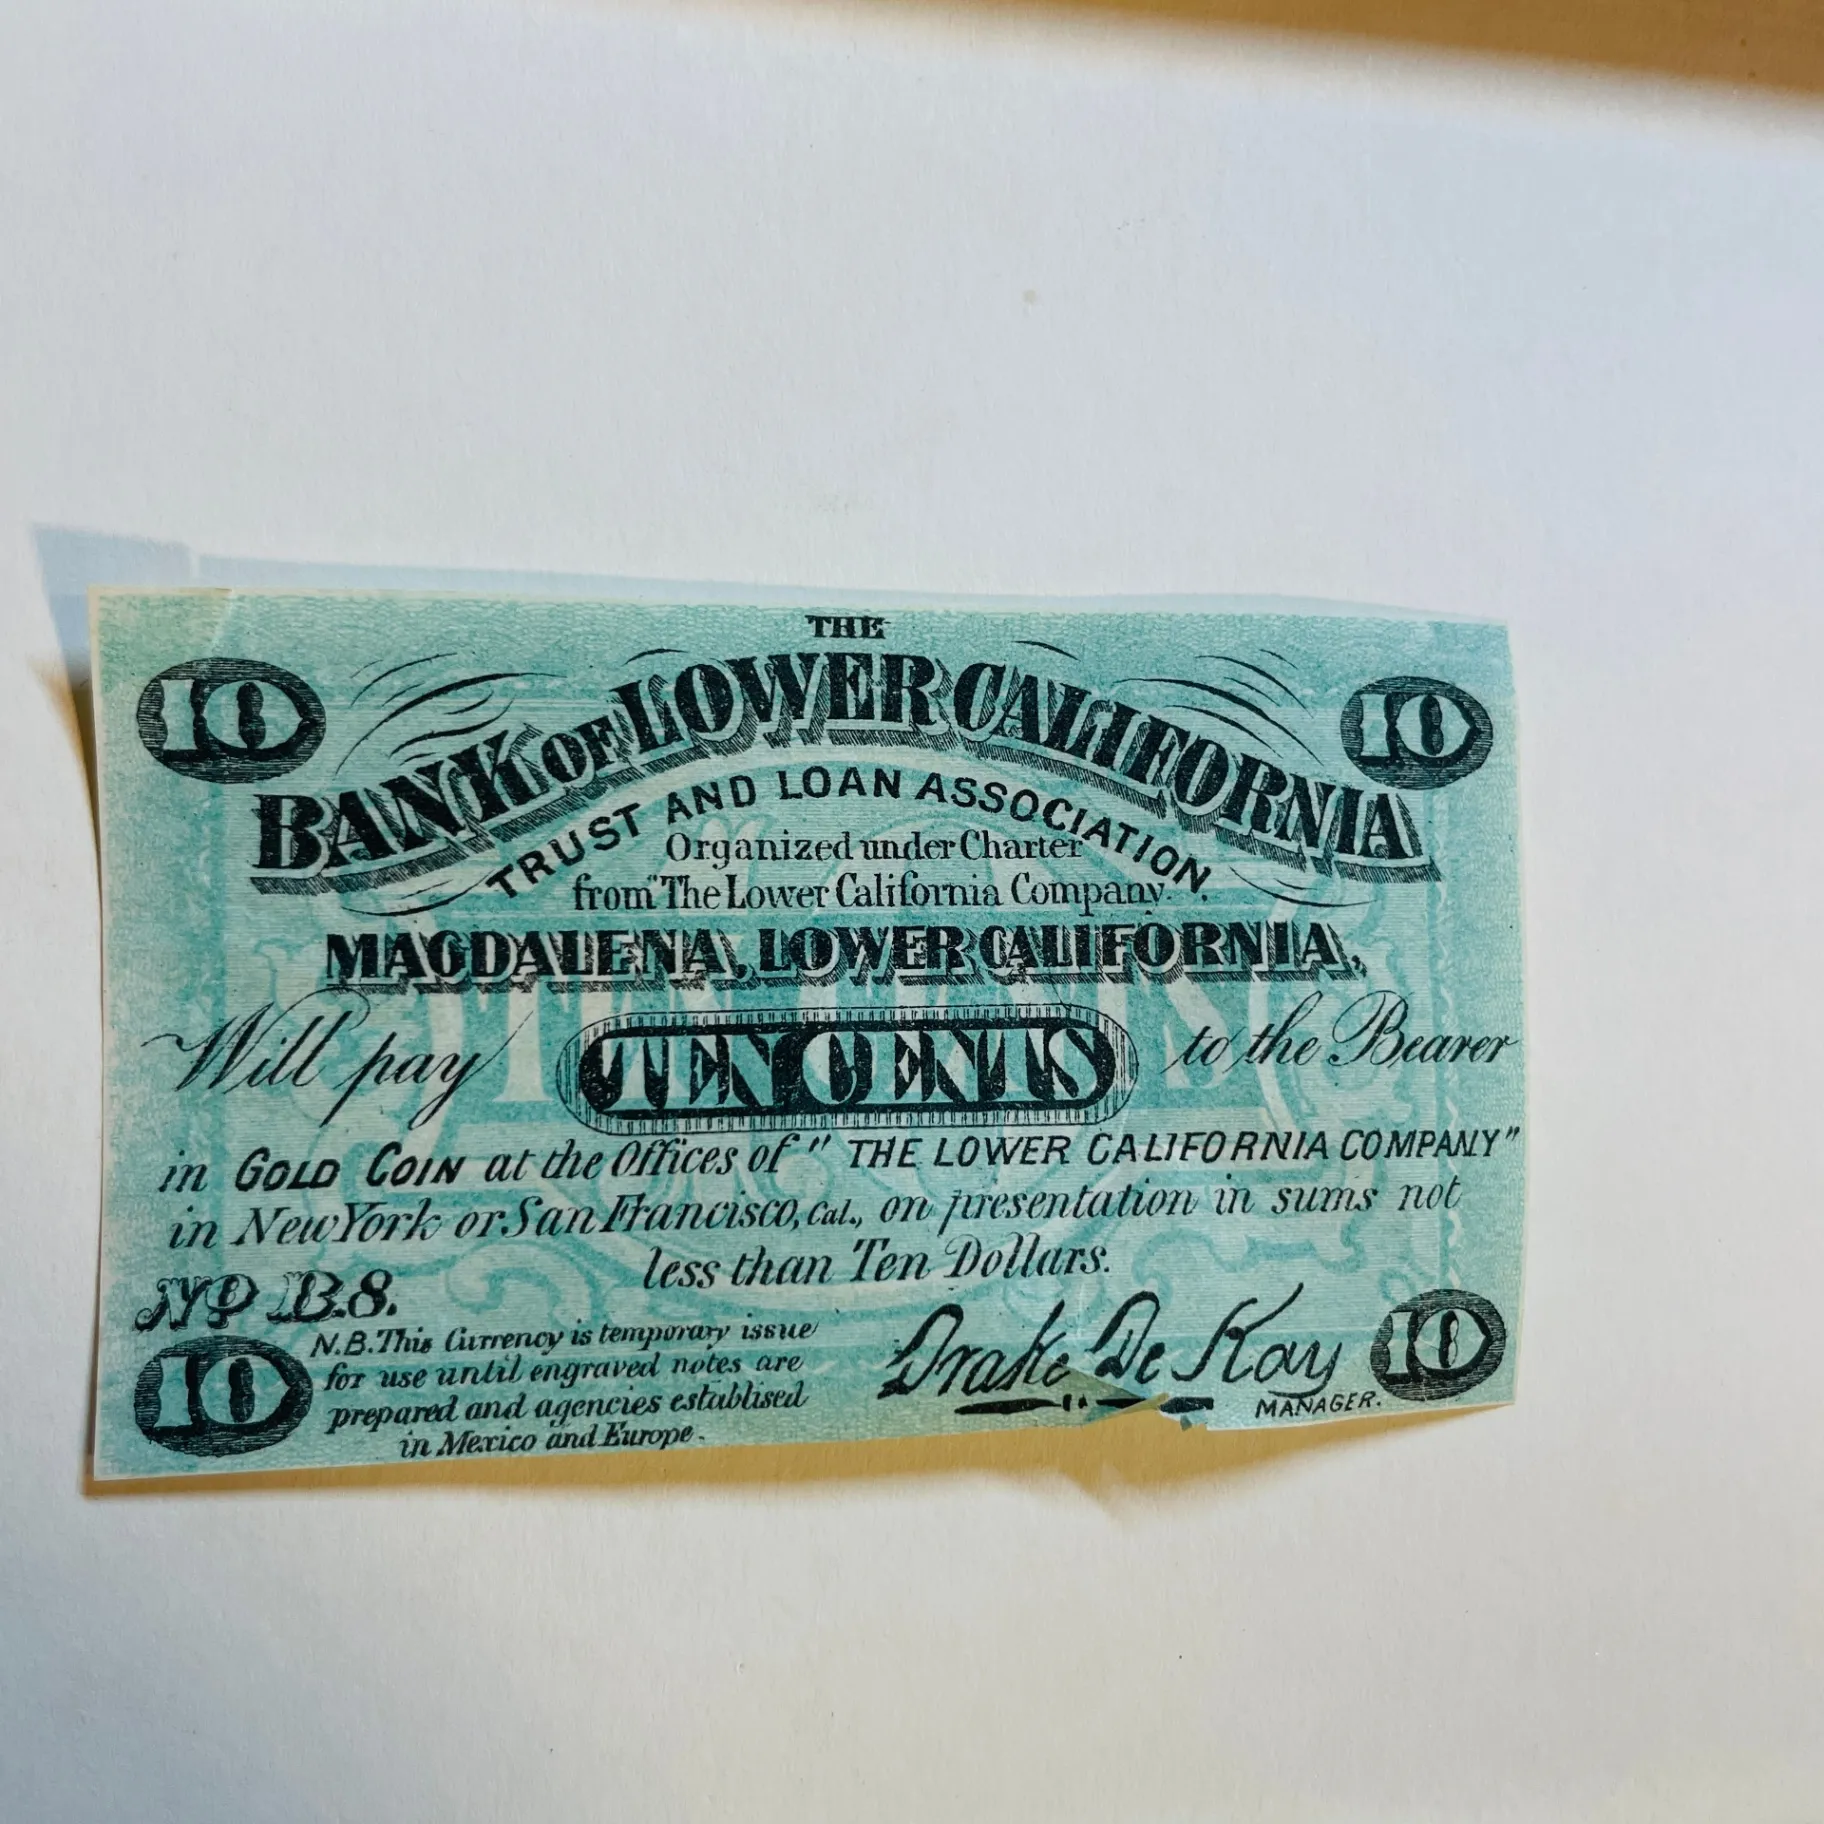 THE
10
10
BANK OF LOWER CALIFORNIA
TRUST AND LOAN ASSOCIATION.
Organized under Charter
from "The Lower California Company.
MAGDALENA, LOWER CALIFORNIA,
Will pay TEN CENTS to the Bearer
TEN CENTS
in GOLD COIN at the Offices of "THE LOWER CALIFORNIA COMPANY"
in New York or San Francisco, Cal., on presentation in sums not
less than Ten Dollars.
No B.8.
N.B. This Currency is temporary issue
for use until engraved notes are
prepared and agencies establised
in Mexico and Europe.
Drake De Kay
MANAGER.
10
10